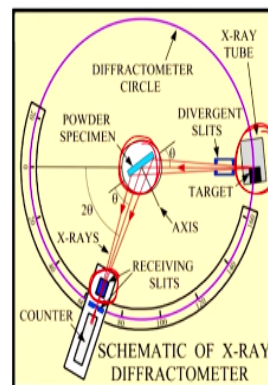 X-RAY
TUBE
DIFFRACTOMETER
CIRCLE
POWDER
SPECIMEN
DIVERGENT
SLITS
θ
0
TARGET
θ
2θ
AXIS
X-RAYS
RECEIVING
SLITS
COUNTER
SCHEMATIC OF X-RAY
DIFFRACTOMETER